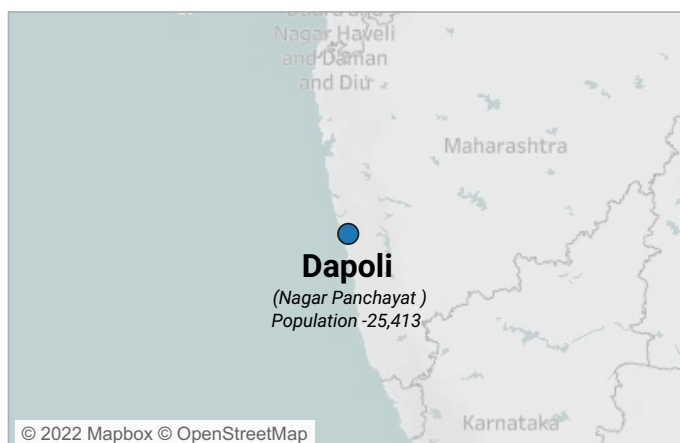 Nagar Haveli
and Daman
and Diu
Maharashtra
Dapoli
(Nagar Panchayat )
Population -25,413
Karnataka
© 2022 Mapbox © OpenStreetMap